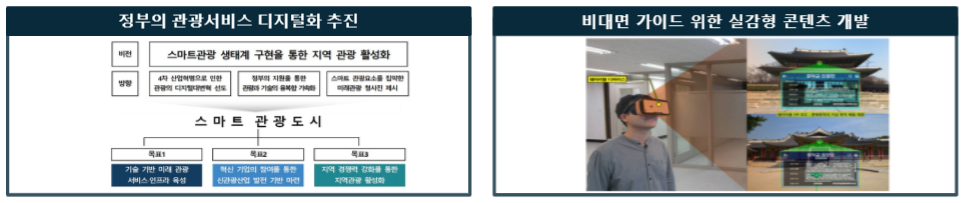 정부의 관광서비스 디지털화 추진
비전
스마트관광 생태계 구현을 통한 지역 관광 활성화
방향
4차 산업혁명으로 인한
관광의 디지털대변혁 선도
정부의 지원을 통한
관광과 기술의 융복합 가속화
스마트 관광요소를 집약한
미래관광 청사진 제시
스마트 관광도시
목표1
목표2
목표3
기술 기반 미래 관광
서비스·인프라 육성
혁신 기업의 참여를 통한
신관광산업 발전 기반 마련
지역 경쟁력 강화를 통한
지역관광 활성화
비대면 가이드 위한 실감형 콘텐츠 개발